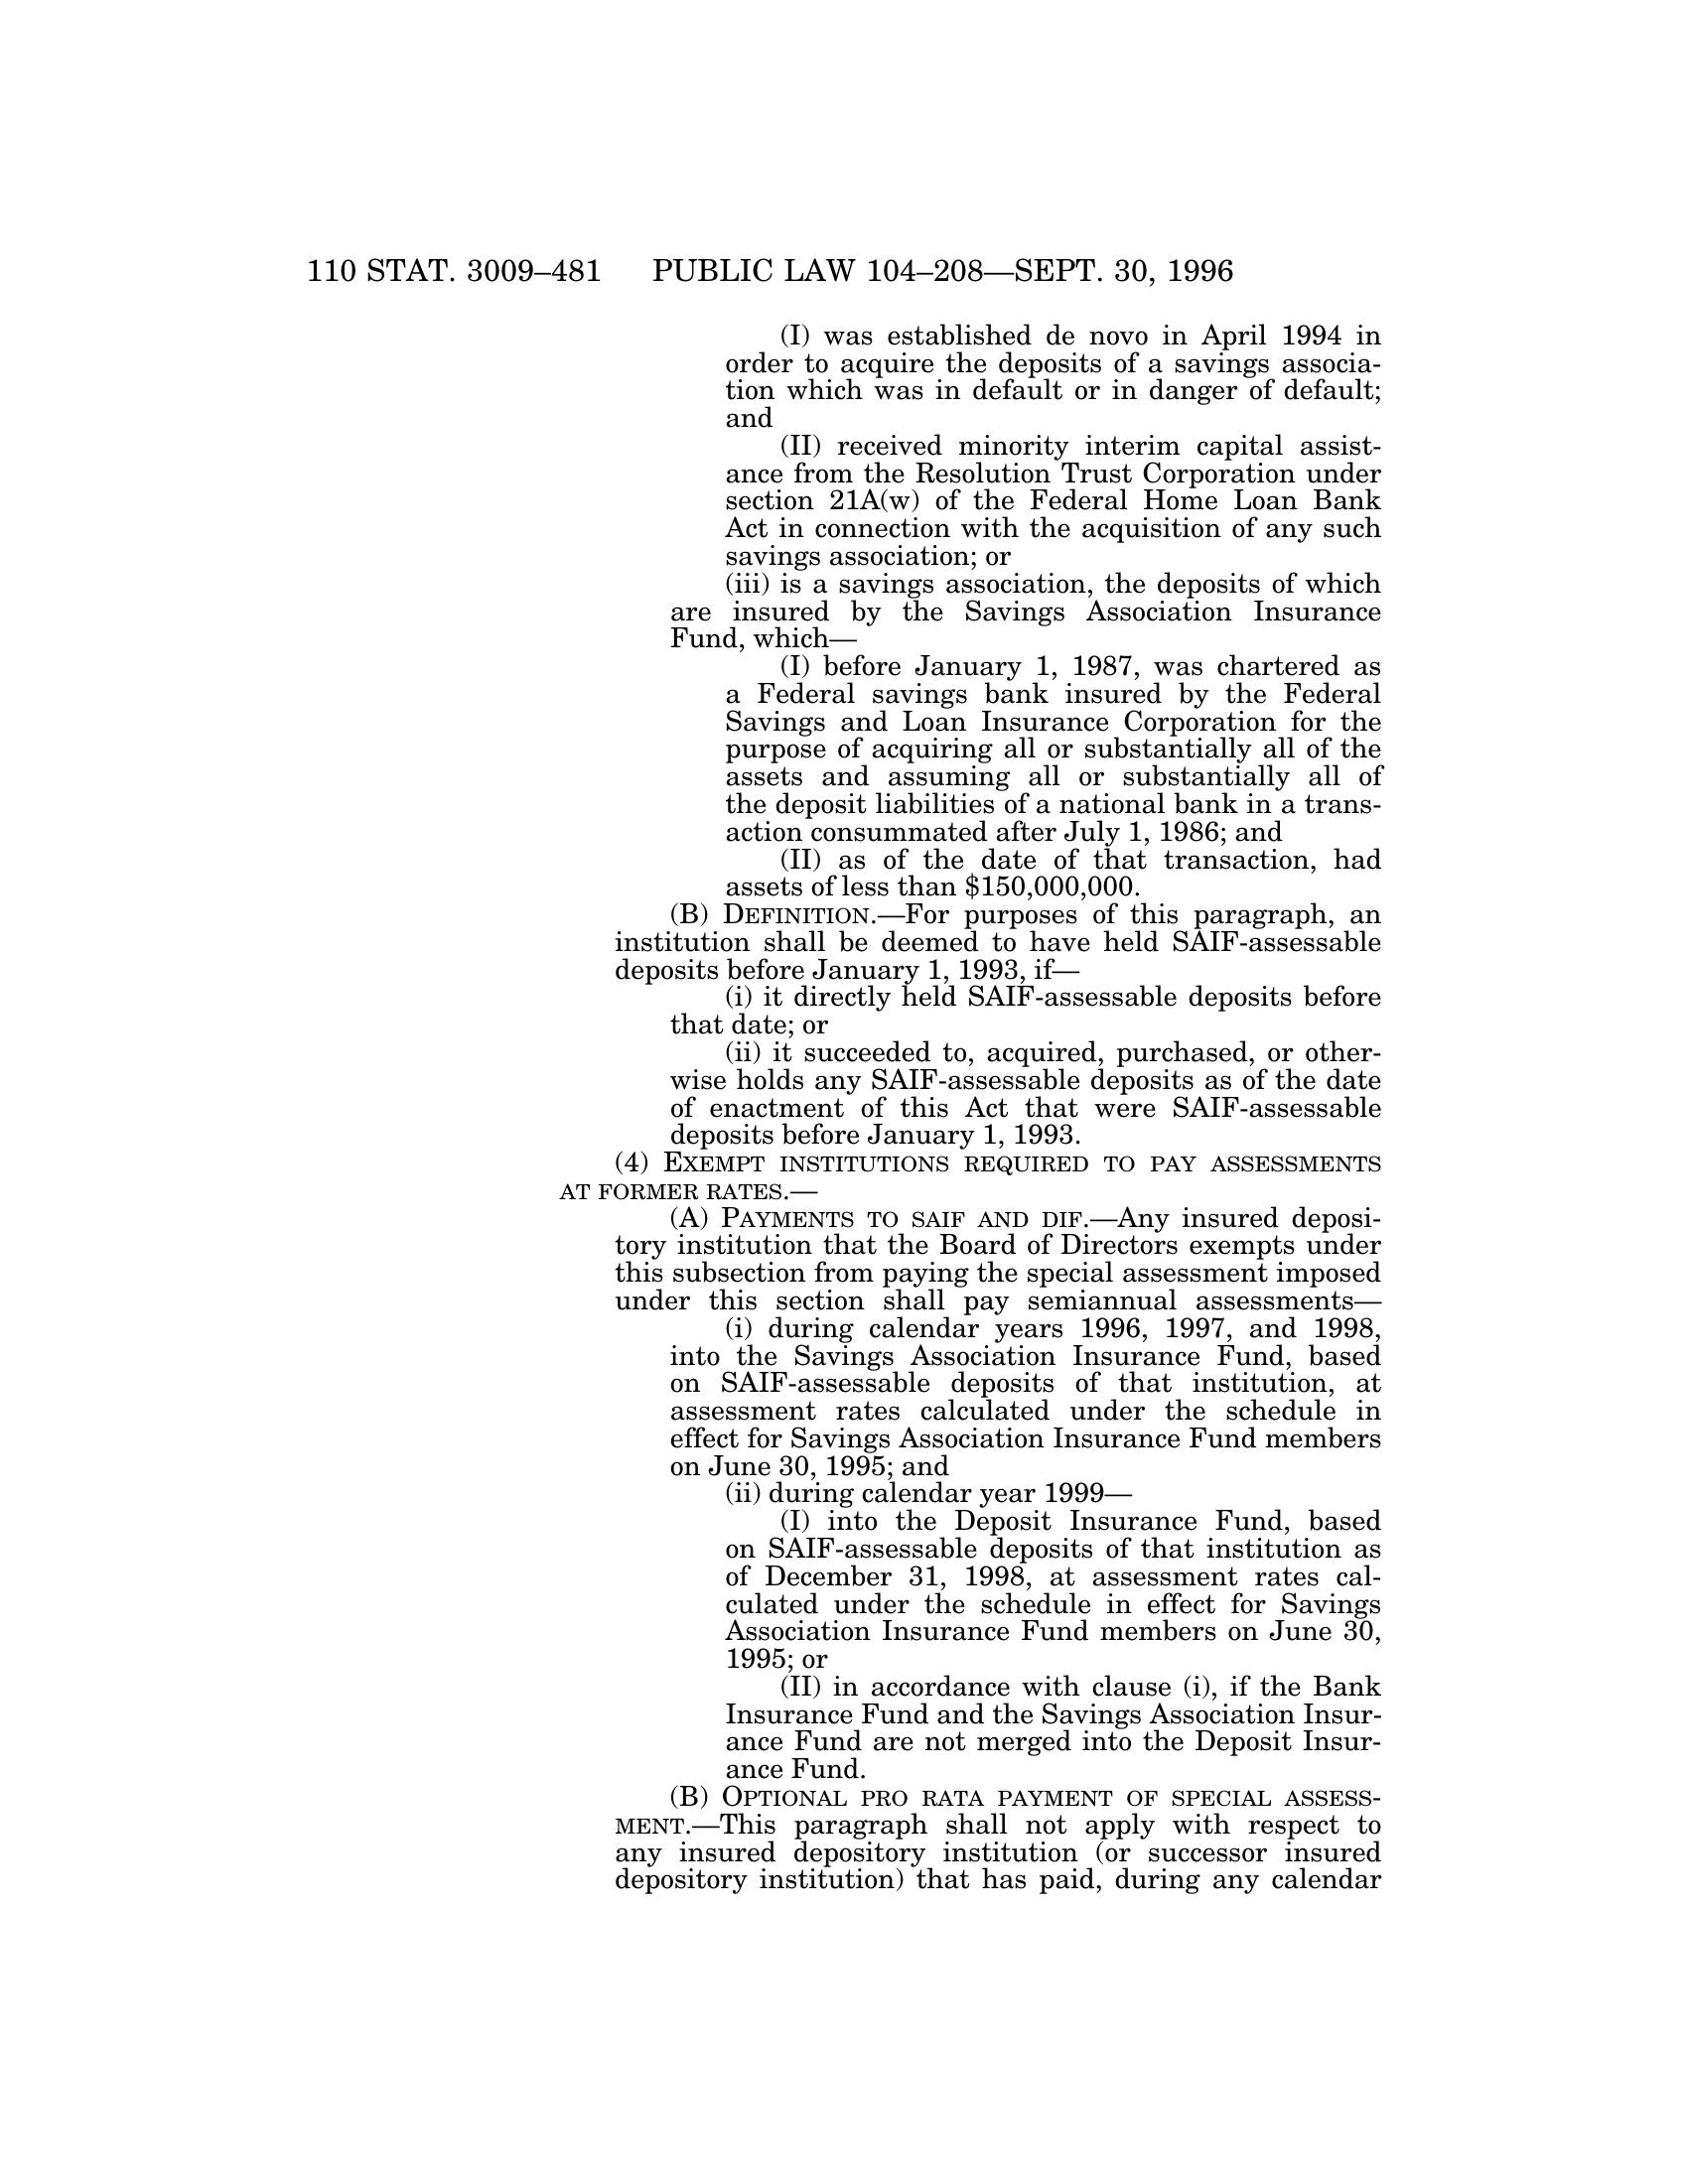 110 STAT. 3009–481 PUBLIC LAW 104–208—SEPT. 30, 1996
(I) was established de novo in April 1994 in
order to acquire the deposits of a savings associa-
tion which was in default or in danger of default;
and
(II) received minority interim capital assist-
ance from the Resolution Trust Corporation under
section 21A(w) of the Federal Home Loan Bank
Act in connection with the acquisition of any such
savings association; or
(iii) is a savings association, the deposits of which
are insured by the Savings Association Insurance
Fund, which—
(I) before January 1, 1987, was chartered as
a Federal savings bank insured by the Federal
Savings and Loan Insurance Corporation for the
purpose of acquiring all or substantially all of the
assets and assuming all or substantially all of
the deposit liabilities of a national bank in a trans-
action consummated after July 1, 1986; and
(II) as of the date of that transaction, had
assets of less than $150,000,000.
(B) DEFINITION.—For purposes of this paragraph, an
institution shall be deemed to have held SAIF-assessable
deposits before January 1, 1993, if—
(i) it directly held SAIF-assessable deposits before
that date; or
(ii) it succeeded to, acquired, purchased, or other-
wise holds any SAIF-assessable deposits as of the date
of enactment of this Act that were SAIF-assessable
deposits before January 1, 1993.
(4) EXEMPT INSTITUTIONS REQUIRED TO PAY ASSESSMENTS
AT FORMER RATES.—
(A) PAYMENTS TO SAIF AND DIF.—Any insured deposi-
tory institution that the Board of Directors exempts under
this subsection from paying the special assessment imposed
under this section shall pay semiannual assessments—
(i) during calendar years 1996, 1997, and 1998,
into the Savings Association Insurance Fund, based
on SAIF-assessable deposits of that institution, at
assessment rates calculated under the schedule in
effect for Savings Association Insurance Fund members
on June 30, 1995; and
(ii) during calendar year 1999—
(I) into the Deposit Insurance Fund, based
on SAIF-assessable deposits of that institution as
of December 31, 1998, at assessment rates cal-
culated under the schedule in effect for Savings
Association Insurance Fund members on June 30,
1995; or
(II) in accordance with clause (i), if the Bank
Insurance Fund and the Savings Association Insur-
ance Fund are not merged into the Deposit Insur-
ance Fund.
(B) OPTIONAL PRO RATA PAYMENT OF SPECIAL ASSESS-
MENT.—This paragraph shall not apply with respect to
any insured depository institution (or successor insured
depository institution) that has paid, during any calendar